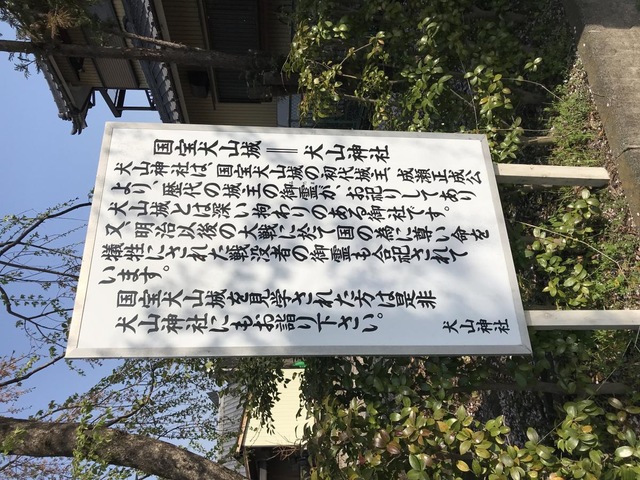 国宝犬山城 ═ 犬山神社
犬山神社は、国宝犬山城の初代城主、成瀬正成公
より、歴代の城主の御霊が、お祀りしてあり
犬山城とは深い拘わりのある御社です。
又、明治以後の大戦に於て国の為に尊い命を
犠牲にされた戦没者の御霊も合祀されて
います。
国宝犬山城を見学された方は是非
犬山神社にもお詣り下さい。
犬山神社